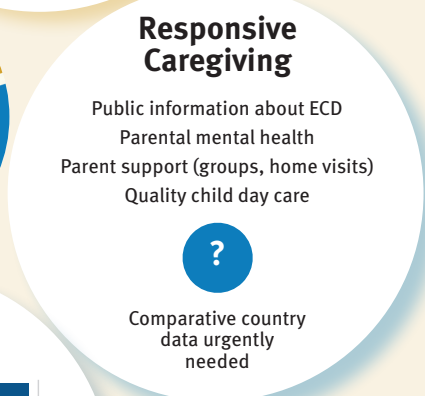 Responsive
Caregiving
Public information about ECD
Parental mental health
Parent support (groups, home visits)
Quality child day care
?
Comparative country
data urgently
needed